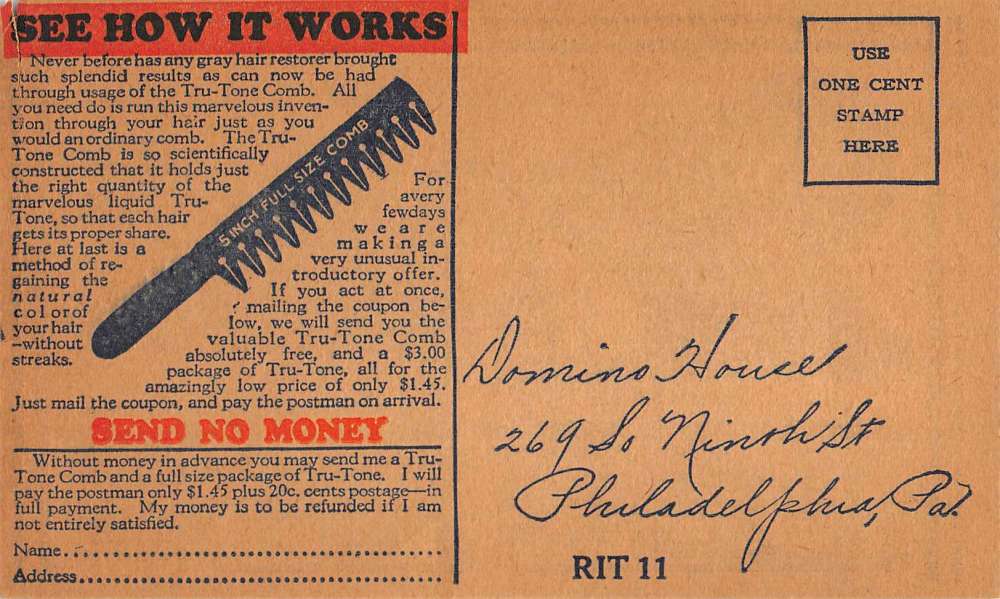 SEE HOW IT WORKS
Never before has any gray hair restorer brought
such splendid results as can now be had
through usage of the Tru-Tone Comb. All
you need do is run this marvelous inven-
tion through your hair just as you
would an ordinary comb. The Tru-
Tone Comb is so scientifically
constructed that it holds just
the right quantity of the
marvelous liquid Tru-
Tone, so that each hair
gets its proper share.
Here at last is a
method of re-
gaining the
natural
color of
your hair
-without
streaks.
5 INCH FULL SIZE COMB
For
a very
few days
we are
making a
very unusual in-
troductory offer.
If you act at once,
mailing the coupon be-
low, we will send you the
valuable Tru-Tone Comb
absolutely free, and a $3.00
package of Tru-Tone, all for the
amazingly low price of only $1.45.
Just mail the coupon, and pay the postman on arrival.
SEND NO MONEY
Without money in advance you may send me a Tru-
Tone Comb and a full size package of Tru-Tone. I will
pay the postman only $1.45 plus 20c. cents postage—in
full payment. My money is to be refunded if I am
not entirely satisfied.
Name
Address
USE
ONE CENT
STAMP
HERE
Domino House
269 So Ninth St
Philadelphia, Pa.
RIT 11